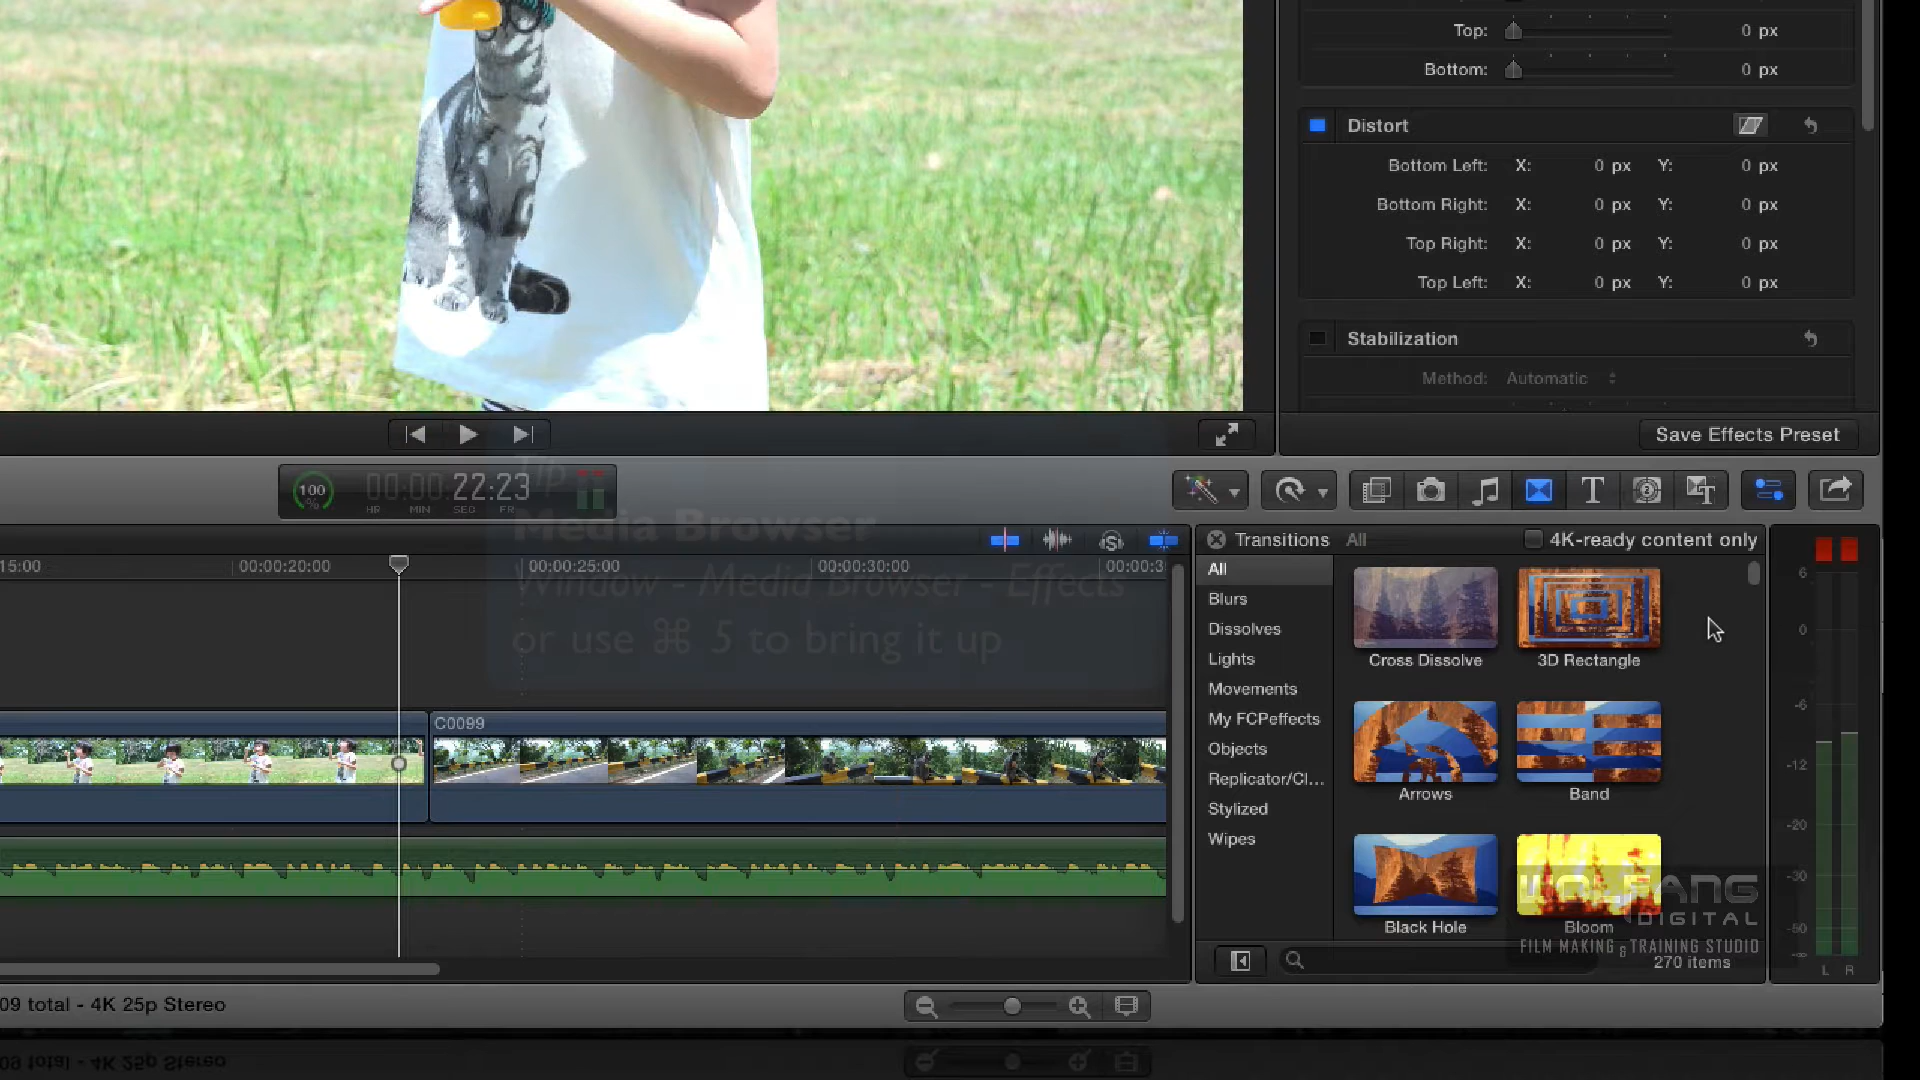 Top: 0 px
Bottom: 0 px
Distort
Bottom Left: X: 0 px Y: 0 px
Bottom Right: X: 0 px Y: 0 px
Top Right: X: 0 px Y: 0 px
Top Left: X: 0 px Y: 0 px
Stabilization
Method: Automatic
Save Effects Preset
100 %
00:00:22:23
HR MIN SEC FR
Tip
Media Browser
Window - Media Browser - Effects
or use ⌘ 5 to bring it up
15:00
00:00:20:00
00:00:25:00
00:00:30:00
00:00:3
C0099
Transitions All
4K-ready content only
All
Blurs
Dissolves
Lights
Movements
My FCPeffects
Objects
Replicator/Cl...
Stylized
Wipes
Cross Dissolve
3D Rectangle
Arrows
Band
Black Hole
Bloom
WOLFANG
DIGITAL
FILM MAKING & TRAINING STUDIO
270 items
6
0
-6
-12
-20
-30
-50
-∞
L R
09 total - 4K 25p Stereo